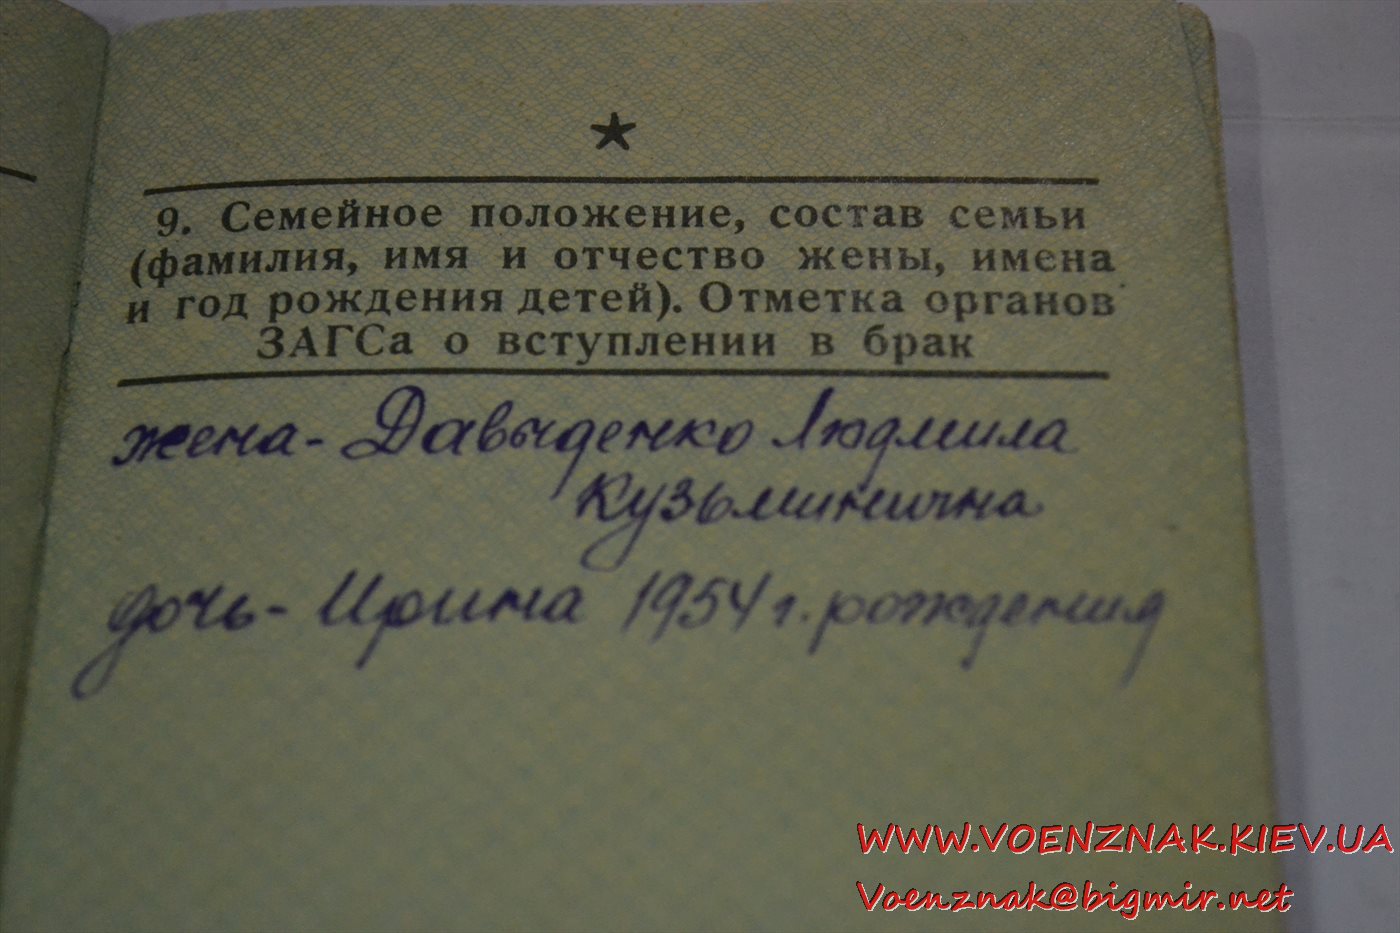 9. Семейное положение, состав семьи
(фамилия, имя и отчество жены, имена
и год рождения детей). Отметка органов
ЗАГСа о вступлении в брак
жена - Давыденко Людмила
Кузьминична
дочь - Ирина 1954 г. рождения
WWW.VOENZNAK.KIEV.UA
Voenznak@bigmir.net